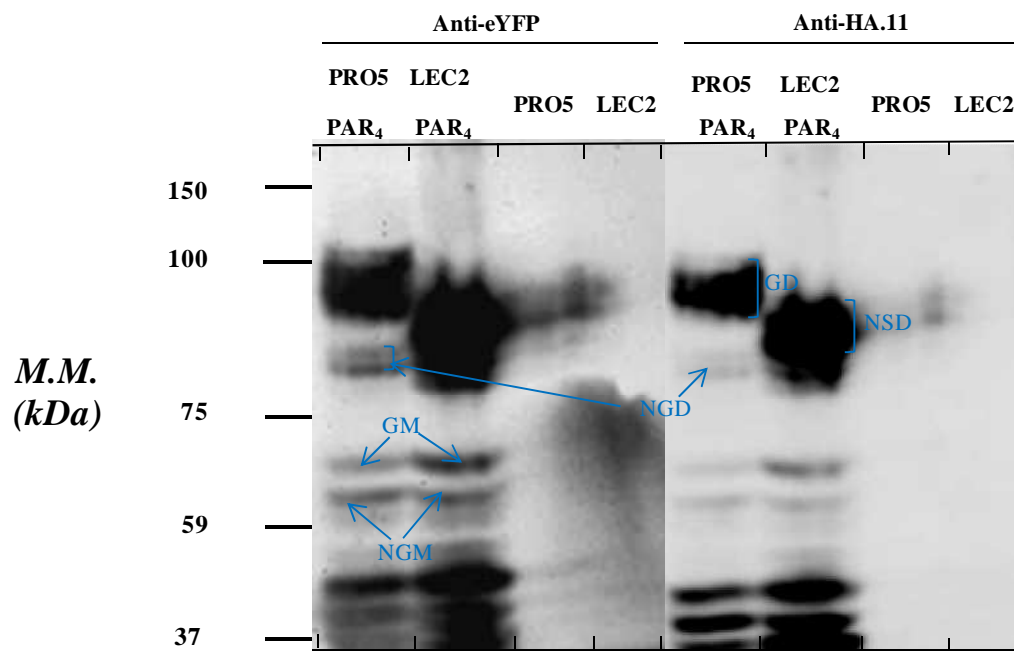 Anti-eYFP Anti-HA.11
PRO5 LEC2 PRO5 LEC2 PRO5 LEC2 PRO5 LEC2
PAR₄ PAR₄ PAR₄ PAR₄
150
100
GD
NSD
M.M.
(kDa)
NGD
75
GM
59
NGM
37